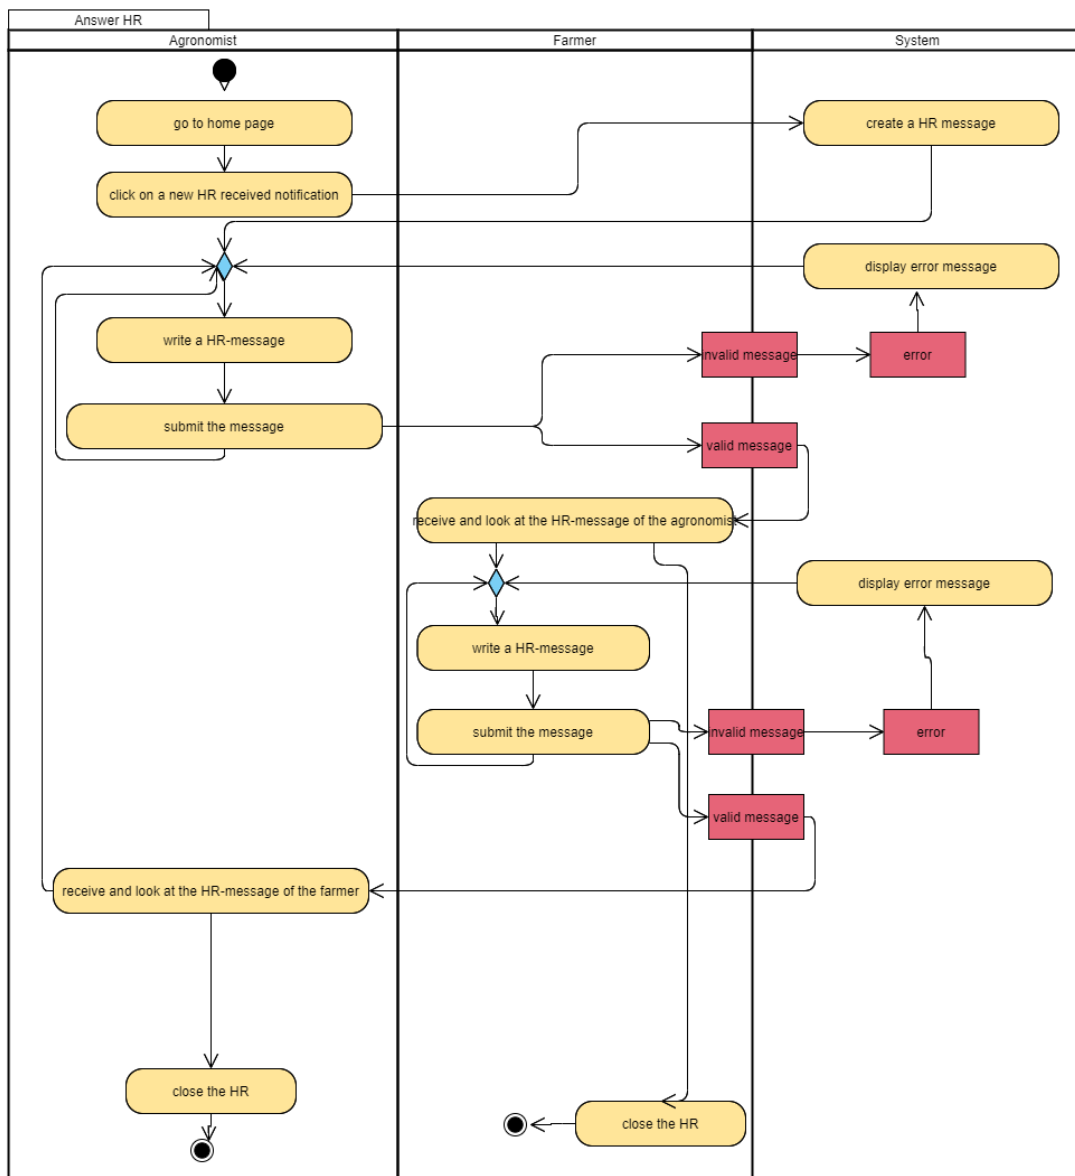 Answer HR
Agronomist
Farmer
System
go to home page
create a HR message
click on a new HR received notification
display error message
write a HR-message
invalid message
error
submit the message
valid message
receive and look at the HR-message of the agronomist
display error message
write a HR-message
submit the message
invalid message
error
valid message
receive and look at the HR-message of the farmer
close the HR
close the HR